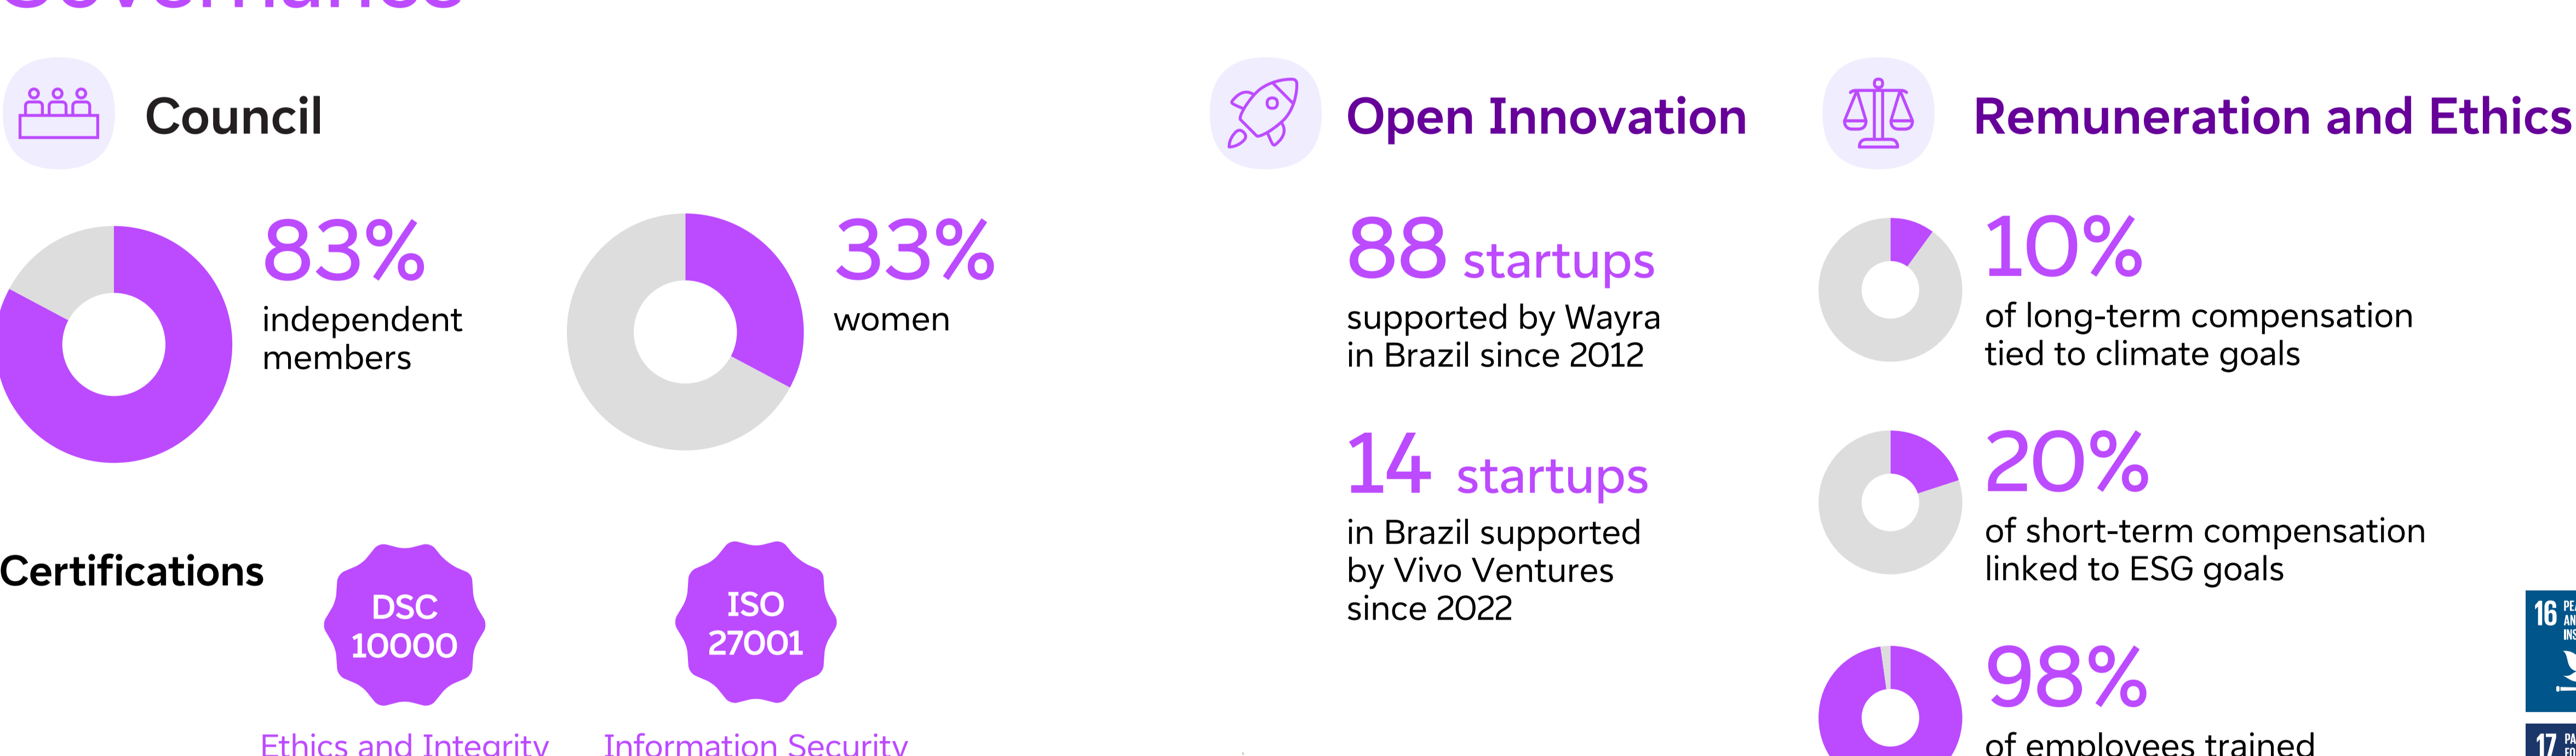 Governance
Council
83%
independent
members
33%
women
Certifications
DSC
10000
Ethics and Integrity
ISO
27001
Information Security
Open Innovation
88 startups
supported by Wayra
in Brazil since 2012
14 startups
in Brazil supported
by Vivo Ventures
since 2022
Remuneration and Ethics
10%
of long-term compensation
tied to climate goals
20%
of short-term compensation
linked to ESG goals
98%
of employees trained
16
17